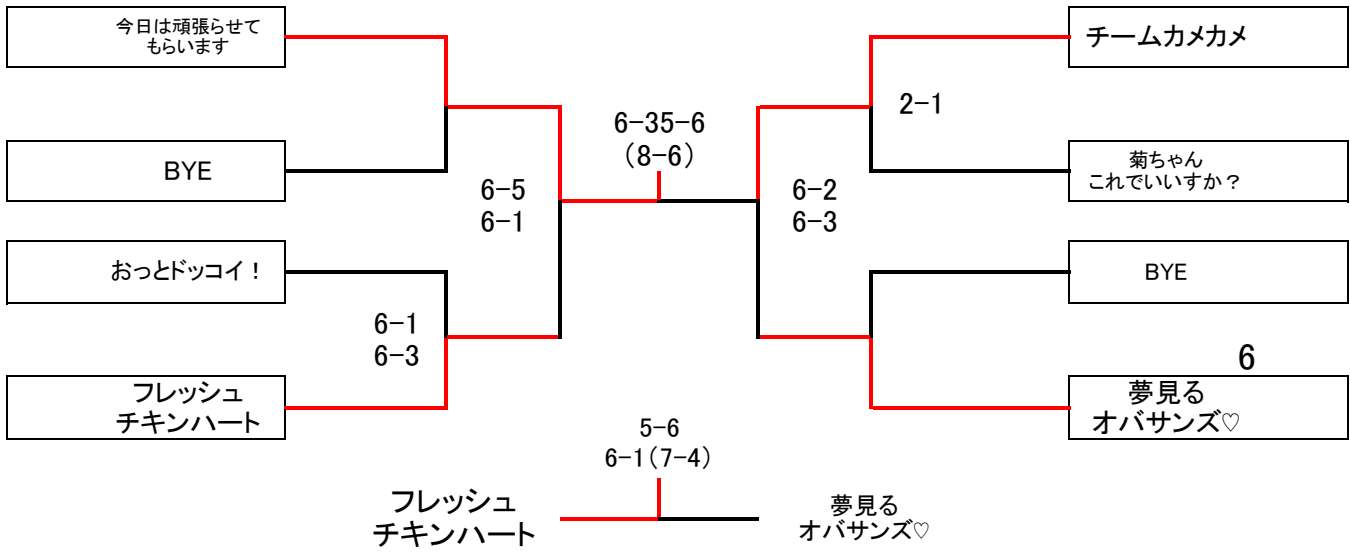 今日は頑張らせて
もらいます
BYE
おっとドッコイ！
フレッシュ
チキンハート
6-1
6-3
6-5
6-1
6-35-6
（8-6）
6-2
6-3
2-1
チームカメカメ
菊ちゃん
これでいいすか？
BYE
6
夢見る
オバサンズ♡
5-6
6-1（7-4）
フレッシュ
チキンハート
夢見る
オバサンズ♡